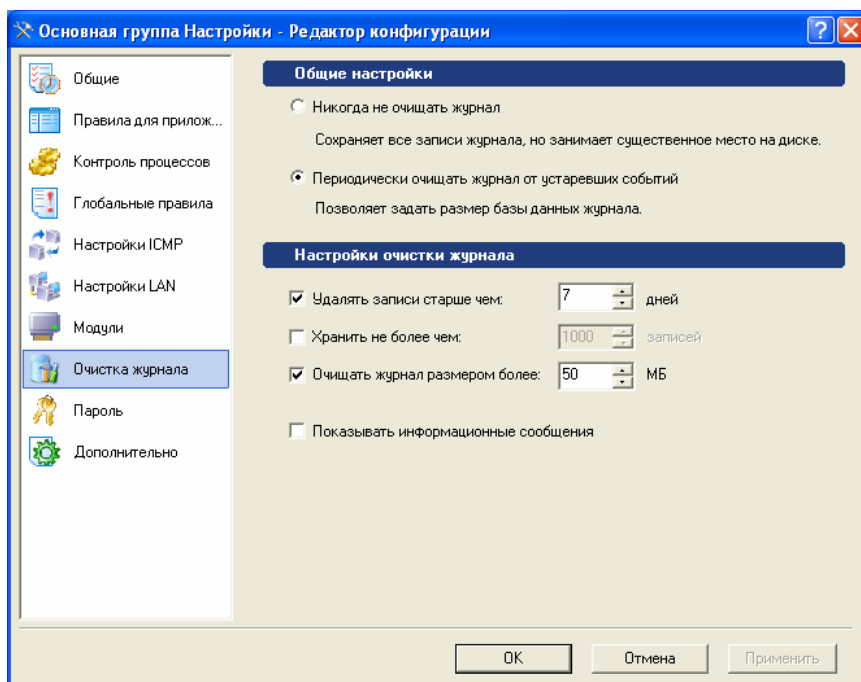 Основная группа Настройки - Редактор конфигурации
Общие
Правила для прилож...
Контроль процессов
Глобальные правила
Настройки ICMP
Настройки LAN
Модули
Очистка журнала
Пароль
Дополнительно
Общие настройки
Никогда не очищать журнал
Сохраняет все записи журнала, но занимает существенное место на диске.
Периодически очищать журнал от устаревших событий
Позволяет задать размер базы данных журнала.
Настройки очистки журнала
Удалять записи старше чем: 7 дней
Хранить не более чем: 1000 записей
Очищать журнал размером более: 50 МБ
Показывать информационные сообщения
OK Отмена Применить